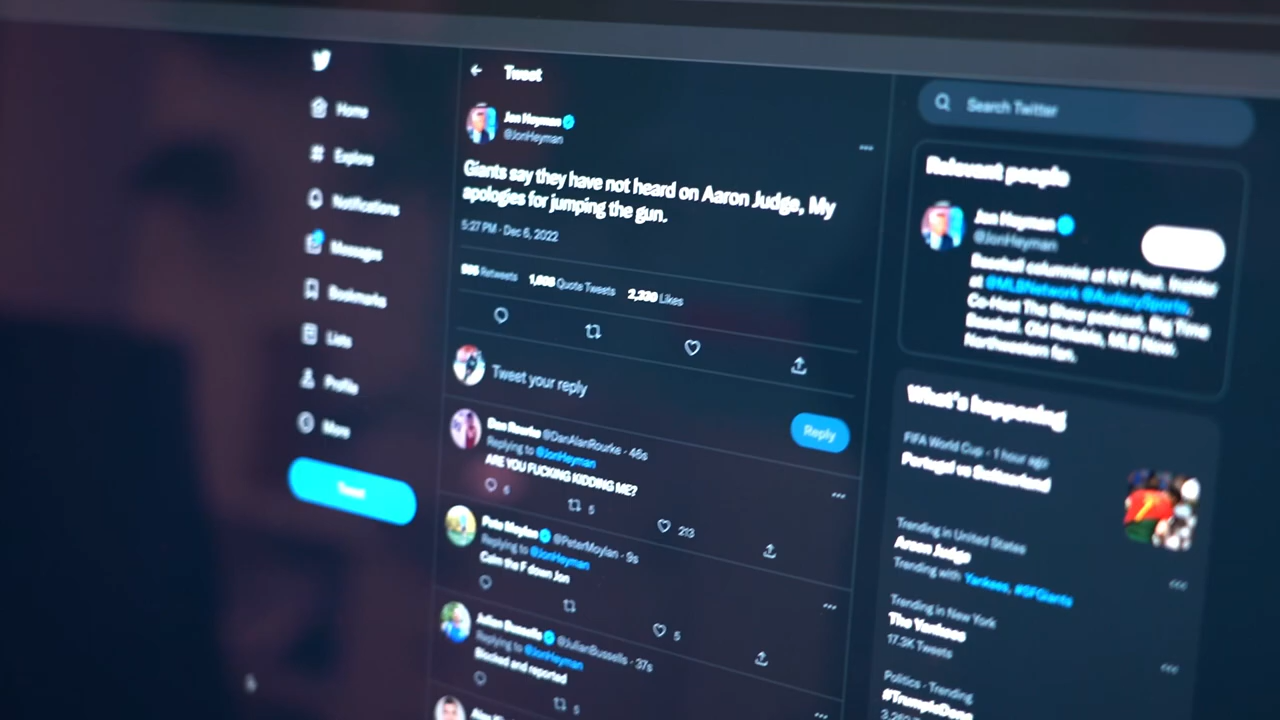 Home
Explore
Notifications
Messages
Bookmarks
Lists
Profile
More
Tweet
Tweet
Jon Heyman
@JonHeyman
Giants say they have not heard on Aaron Judge, My
apologies for jumping the gun.
5:27 PM · Dec 6, 2022
Retweets
Quote Tweets
Likes
Tweet your reply
Reply
Dan Rourke @DanAlanRourke · 46s
Replying to @JonHeyman
ARE YOU FUCKING KIDDING ME?
6
5
213
Pete Moylan @PeterMoylan · 9s
Replying to @JonHeyman
Calm the F down Jon
5
Julian Bussells @JulianBussells · 37s
Replying to @JonHeyman
Blocked and reported
5
Search Twitter
Relevant people
Jon Heyman
@JonHeyman
Baseball columnist at NY Post. Insider
at @MLBNetwork @AudacySports,
Co-Host The Show podcast, Big Time
Baseball. Old Reliable, MLB Now.
Northwestern fan.
What's happening
FIFA World Cup · 1 hour ago
Portugal vs Switzerland
Trending in United States
Aaron Judge
Trending with Yankees, #SFGiants
Trending in New York
The Yankees
17.3K Tweets
Politics · Trending